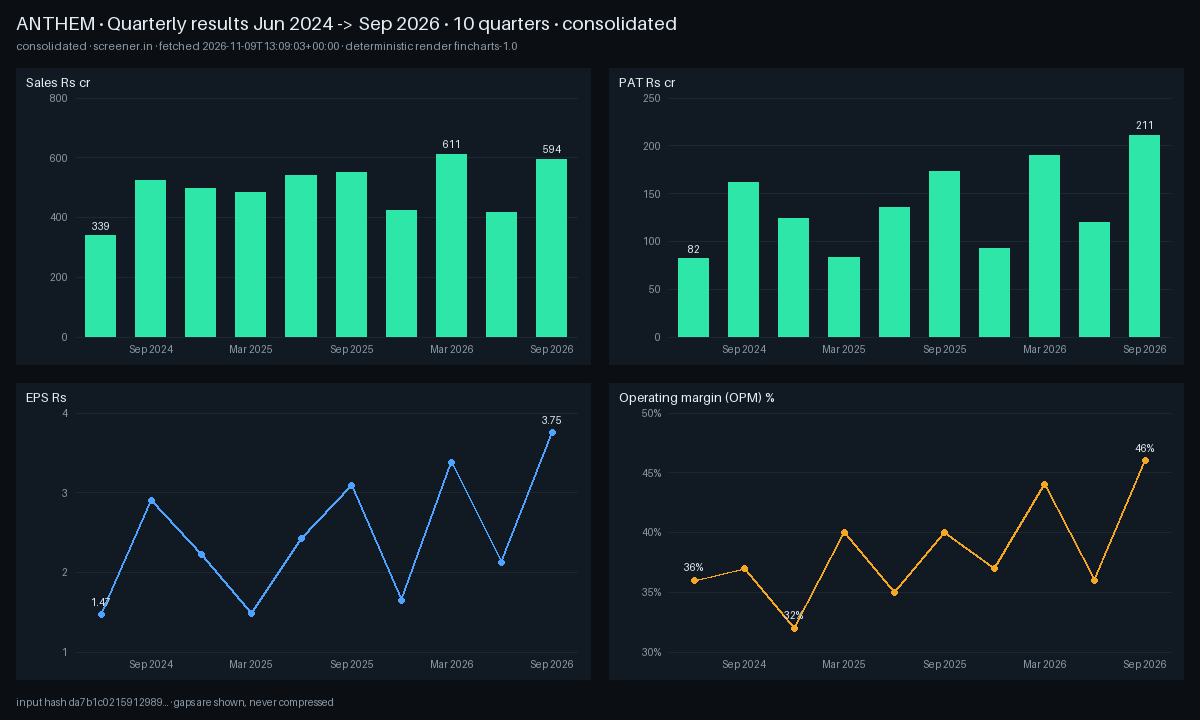 ANTHEM · Quarterly results Jun 2024 -> Sep 2026 · 10 quarters · consolidated
consolidated · screener.in · fetched 2026-11-09T13:09:03+00:00 · deterministic render fincharts-1.0
Sales Rs cr
800
600
400
200
0
339
611
594
Sep 2024
Mar 2025
Sep 2025
Mar 2026
Sep 2026
PAT Rs cr
250
200
150
100
50
0
82
211
Sep 2024
Mar 2025
Sep 2025
Mar 2026
Sep 2026
EPS Rs
4
3
2
1
1.47
3.75
Sep 2024
Mar 2025
Sep 2025
Mar 2026
Sep 2026
Operating margin (OPM) %
50%
45%
40%
35%
30%
36%
32%
46%
Sep 2024
Mar 2025
Sep 2025
Mar 2026
Sep 2026
input hash da7b1c0215912989… · gaps are shown, never compressed